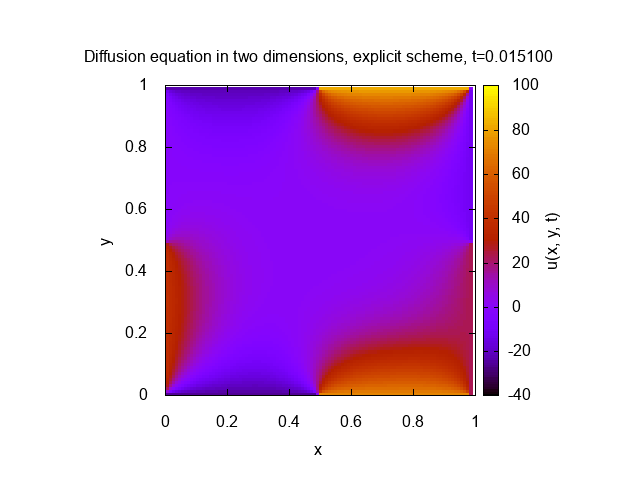 Diffusion equation in two dimensions, explicit scheme, t=0.015100
1
0.8
0.6
0.4
0.2
0
y
0 0.2 0.4 0.6 0.8 1
x
100
80
60
40
20
0
-20
-40
u(x, y, t)